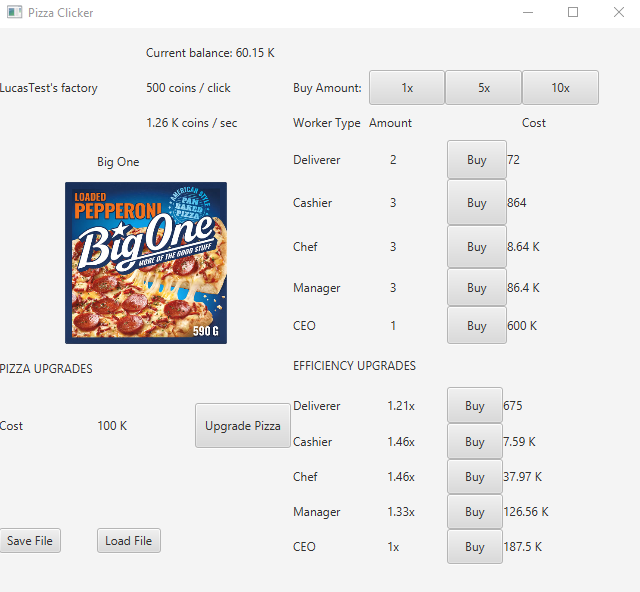 Pizza Clicker
Current balance: 60.15 K
LucasTest's factory
500 coins / click
Buy Amount:
1x
5x
10x
1.26 K coins / sec
Worker Type
Amount
Cost
Big One
LOADED
PEPPERONI
AMERICAN STYLE
PAN
BAKED
PIZZA
Big One
MORE OF THE GOOD STUFF
590 G
Deliverer
2
Buy
72
Cashier
3
Buy
864
Chef
3
Buy
8.64 K
Manager
3
Buy
86.4 K
CEO
1
Buy
600 K
PIZZA UPGRADES
Cost
100 K
Upgrade Pizza
EFFICIENCY UPGRADES
Deliverer
1.21x
Buy
675
Cashier
1.46x
Buy
7.59 K
Chef
1.46x
Buy
37.97 K
Manager
1.33x
Buy
126.56 K
CEO
1x
Buy
187.5 K
Save File
Load File